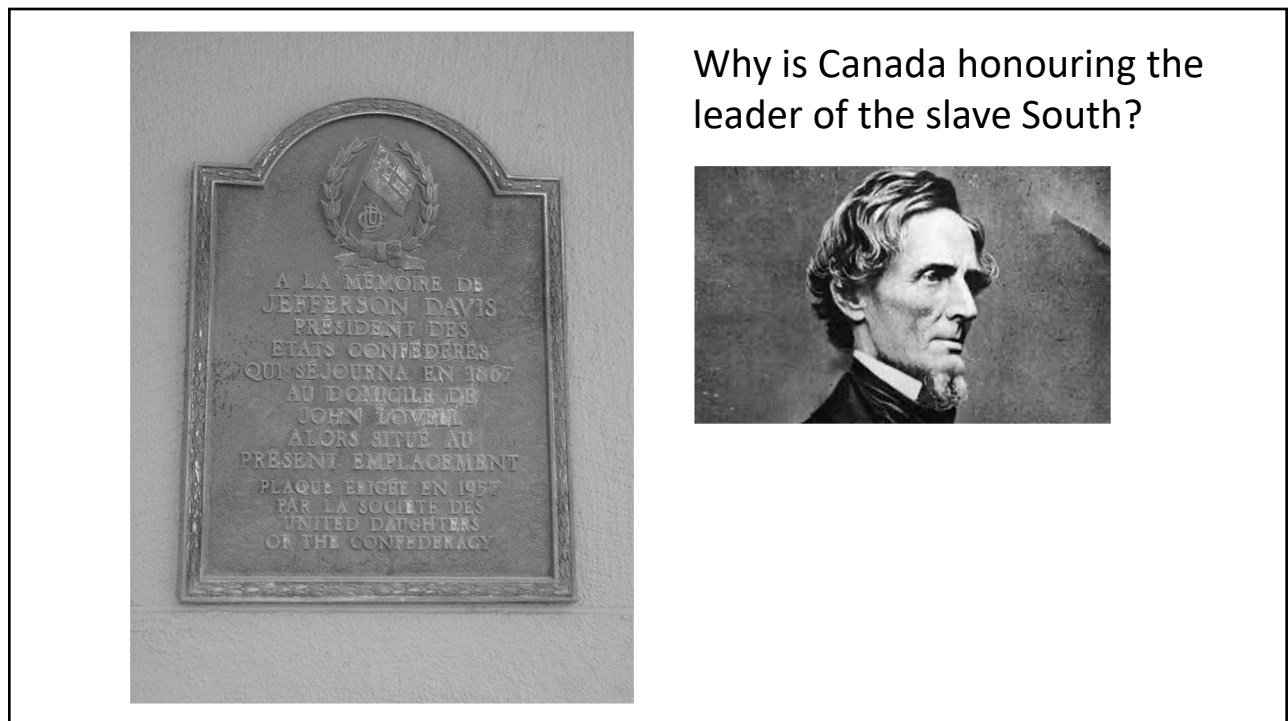 A LA MÉMOIRE DE
JEFFERSON DAVIS
PRÉSIDENT DES
ETATS CONFÉDÉRÉS
QUI SÉJOURNA EN 1867
AU DOMICILE DE
JOHN LOVELL
ALORS SITUÉ AU
PRÉSENT EMPLACEMENT
PLAQUE ERIGÉE EN 1957
PAR LA SOCIÉTÉ DES
UNITED DAUGHTERS
OF THE CONFEDERACY
Why is Canada honouring the
leader of the slave South?